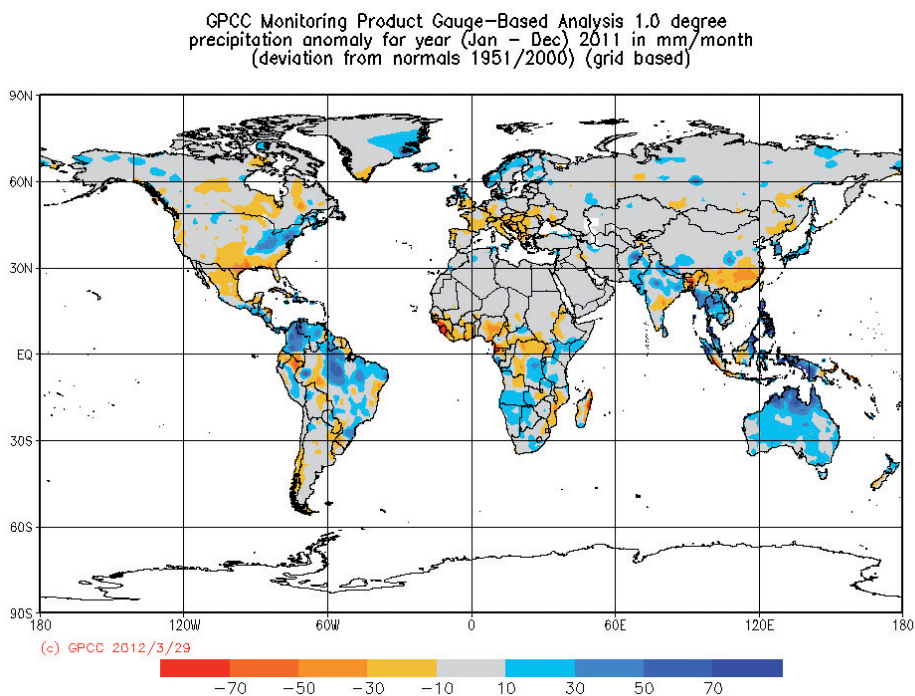 GPCC Monitoring Product Gauge-Based Analysis 1.0 degree
precipitation anomaly for year (Jan - Dec) 2011 in mm/month
(deviation from normals 1951/2000) (grid based)
90N
60N
30N
EQ
30S
60S
90S
180 120W 60W 0 60E 120E 180
(c) GPCC 2012/3/29
-70 -50 -30 -10 10 30 50 70